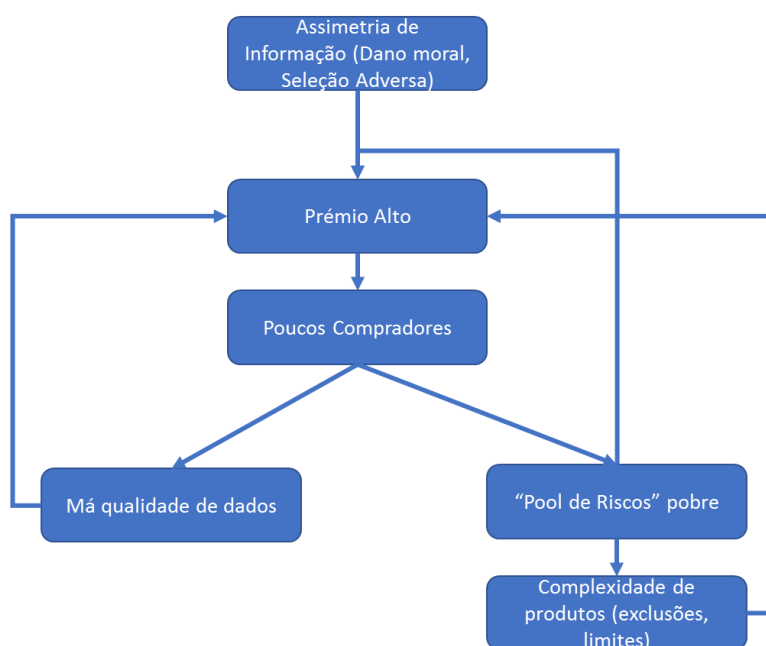 Assimetria de
Informação (Dano moral,
Seleção Adversa)
Prémio Alto
Poucos Compradores
Má qualidade de dados
“Pool de Riscos” pobre
Complexidade de
produtos (exclusões,
limites)